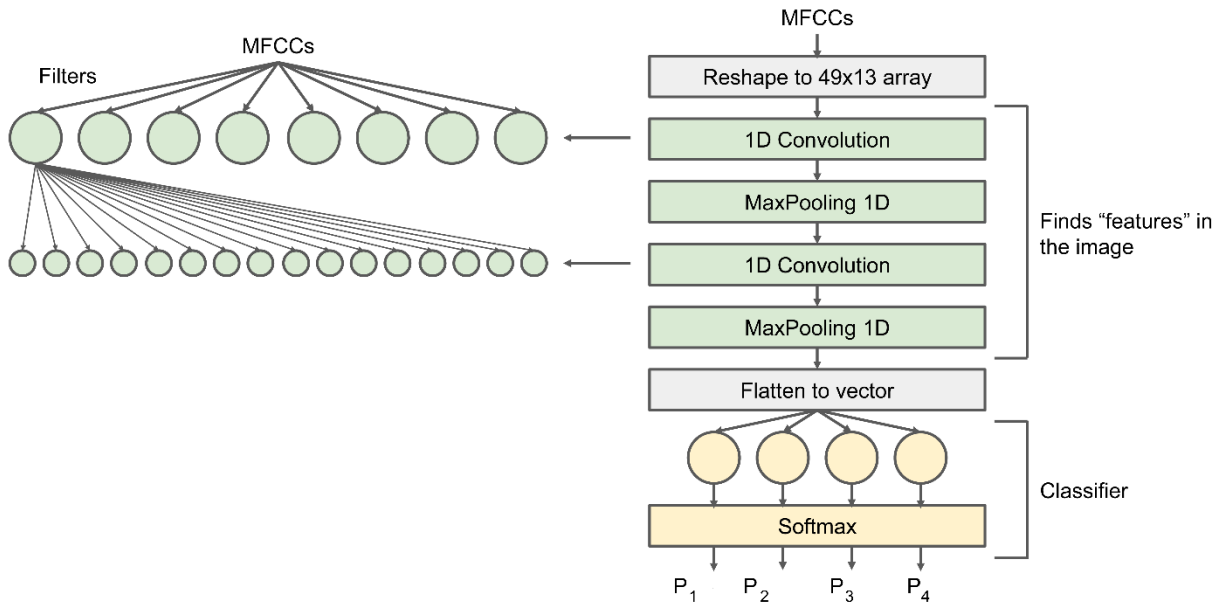 MFCCs
Filters
MFCCs
Reshape to 49x13 array
1D Convolution
MaxPooling 1D
1D Convolution
MaxPooling 1D
Finds “features” in
the image
Flatten to vector
Classifier
Softmax
P1 P2 P3 P4